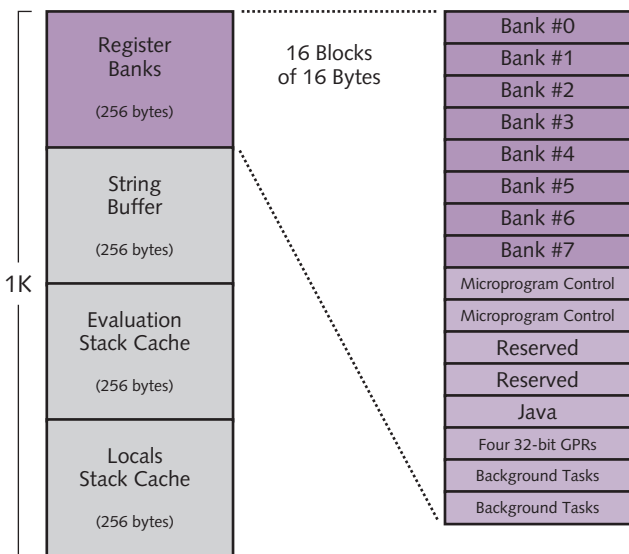 1K
Register
Banks
(256 bytes)
String
Buffer
(256 bytes)
Evaluation
Stack Cache
(256 bytes)
Locals
Stack Cache
(256 bytes)
16 Blocks
of 16 Bytes
Bank #0
Bank #1
Bank #2
Bank #3
Bank #4
Bank #5
Bank #6
Bank #7
Microprogram Control
Microprogram Control
Reserved
Reserved
Java
Four 32-bit GPRs
Background Tasks
Background Tasks